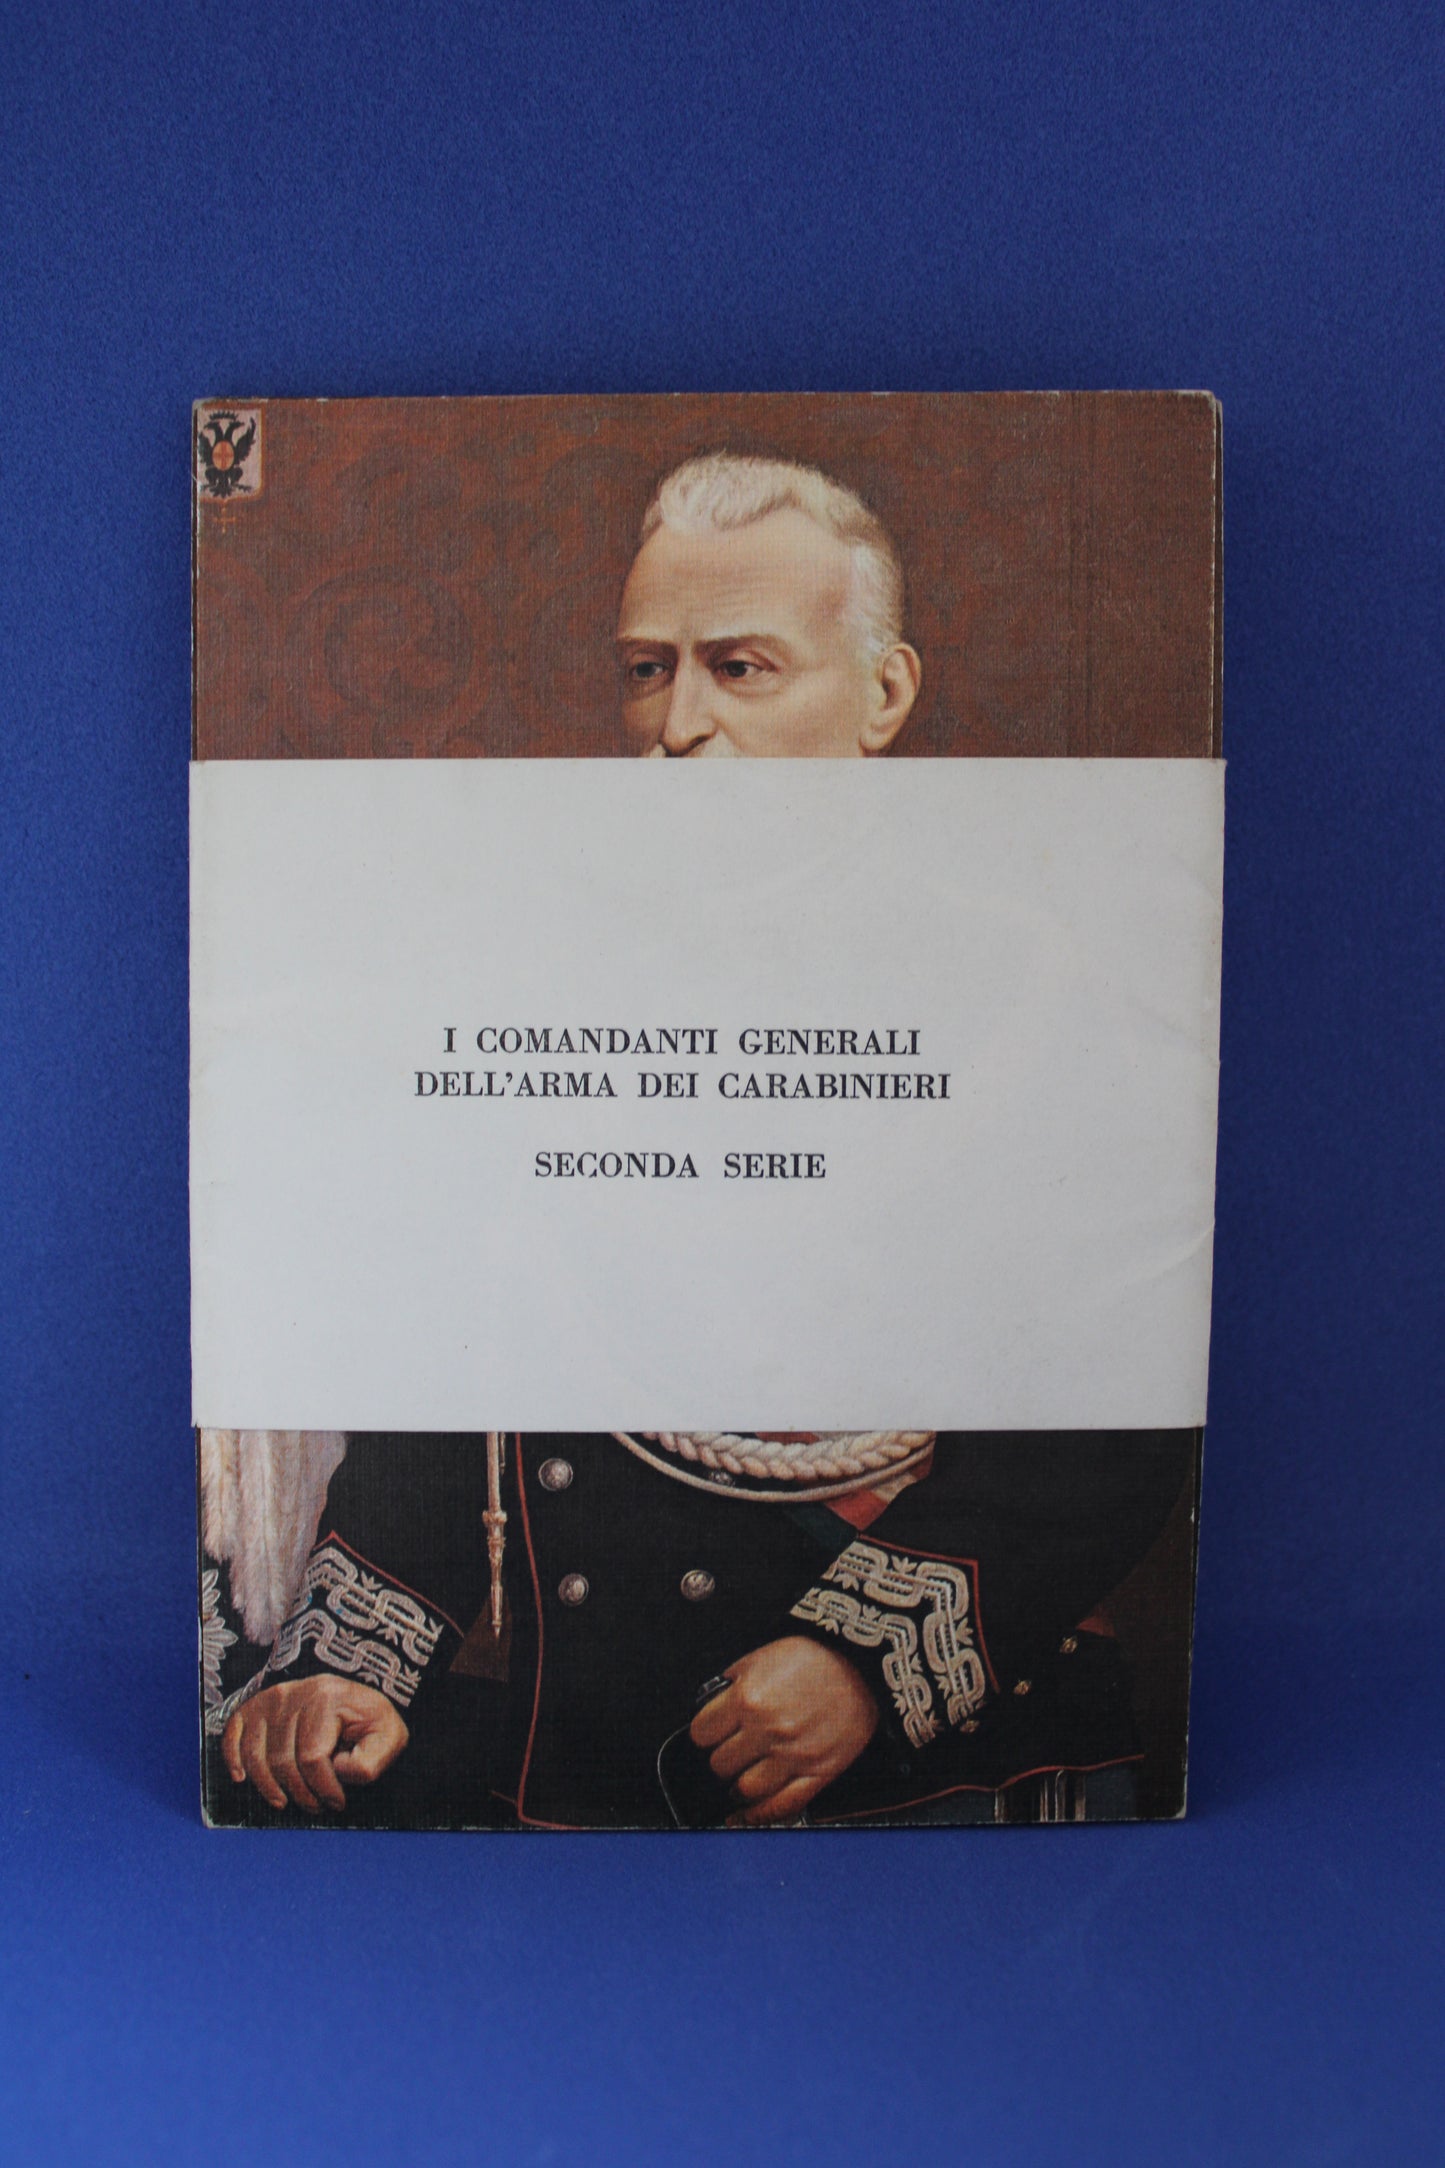 I COMANDANTI GENERALI
DELL'ARMA DEI CARABINIERI
SECONDA SERIE